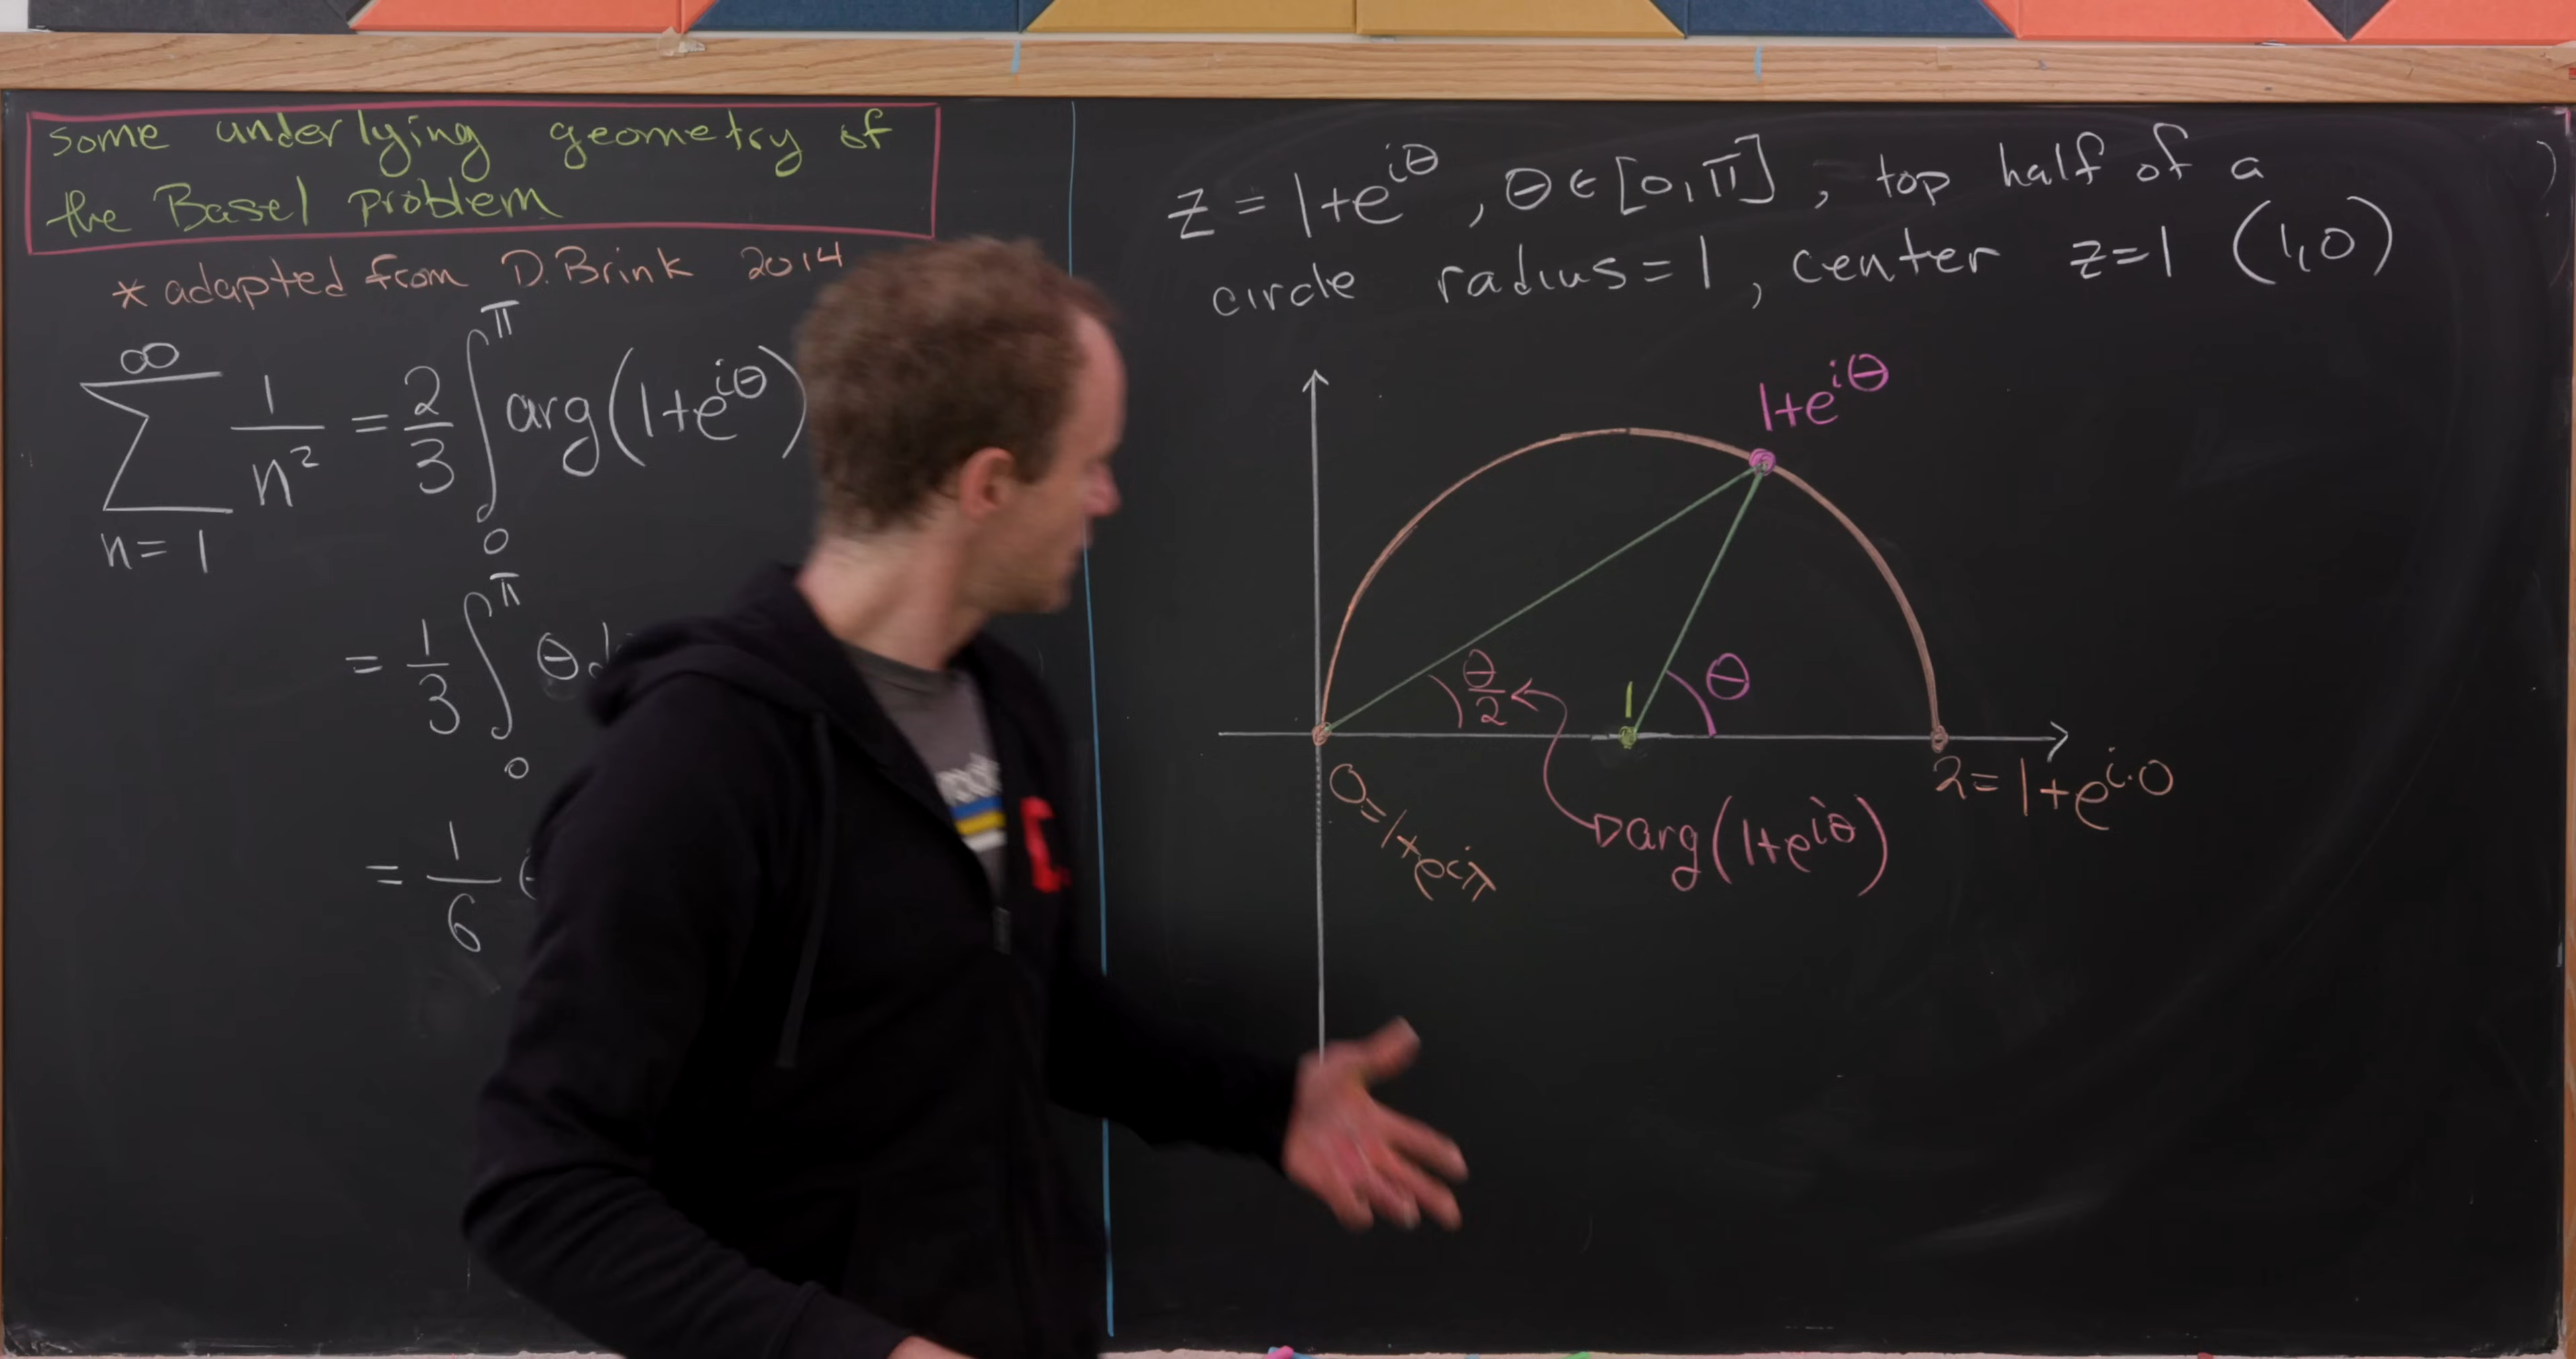 some underlying geometry of
the Basel problem
* adapted from D. Brink 2014
∞
∑ 1/n² = 2/3 ∫₀^π arg(1+e^{iθ})
n=1
= 1/3 ∫₀^π θ d
= 1/6
z = 1+e^{iθ}, θ∈[0,π], top half of a
circle radius=1, center z=1 (1,0)
1+e^{iθ}
θ/2
1
θ
0=1+e^{iπ}
arg(1+e^{iθ})
2=1+e^{i·0}